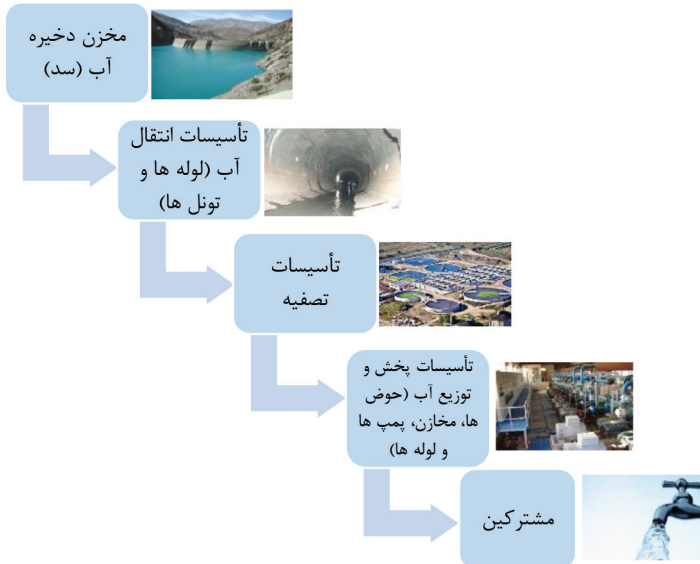 مخزن ذخیره
آب (سد)
تأسیسات انتقال
آب (لوله ها و
تونل ها)
تأسیسات
تصفیه
تأسیسات پخش و
توزیع آب (حوض
ها، مخازن، پمپ ها
و لوله ها)
مشترکین